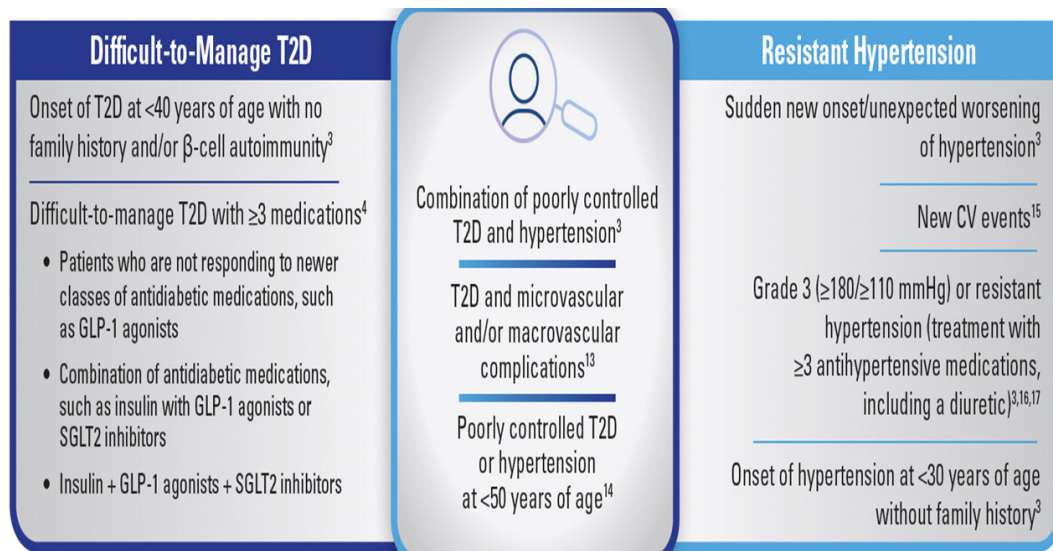 Difficult-to-Manage T2D
Onset of T2D at <40 years of age with no
family history and/or β-cell autoimmunity³
Difficult-to-manage T2D with ≥3 medications⁴
• Patients who are not responding to newer
classes of antidiabetic medications, such
as GLP-1 agonists
• Combination of antidiabetic medications,
such as insulin with GLP-1 agonists or
SGLT2 inhibitors
• Insulin + GLP-1 agonists + SGLT2 inhibitors
Combination of poorly controlled
T2D and hypertension³
T2D and microvascular
and/or macrovascular
complications¹³
Poorly controlled T2D
or hypertension
at <50 years of age¹⁴
Resistant Hypertension
Sudden new onset/unexpected worsening
of hypertension³
New CV events¹⁵
Grade 3 (≥180/≥110 mmHg) or resistant
hypertension (treatment with
≥3 antihypertensive medications,
including a diuretic)³,¹⁶,¹⁷
Onset of hypertension at <30 years of age
without family history³